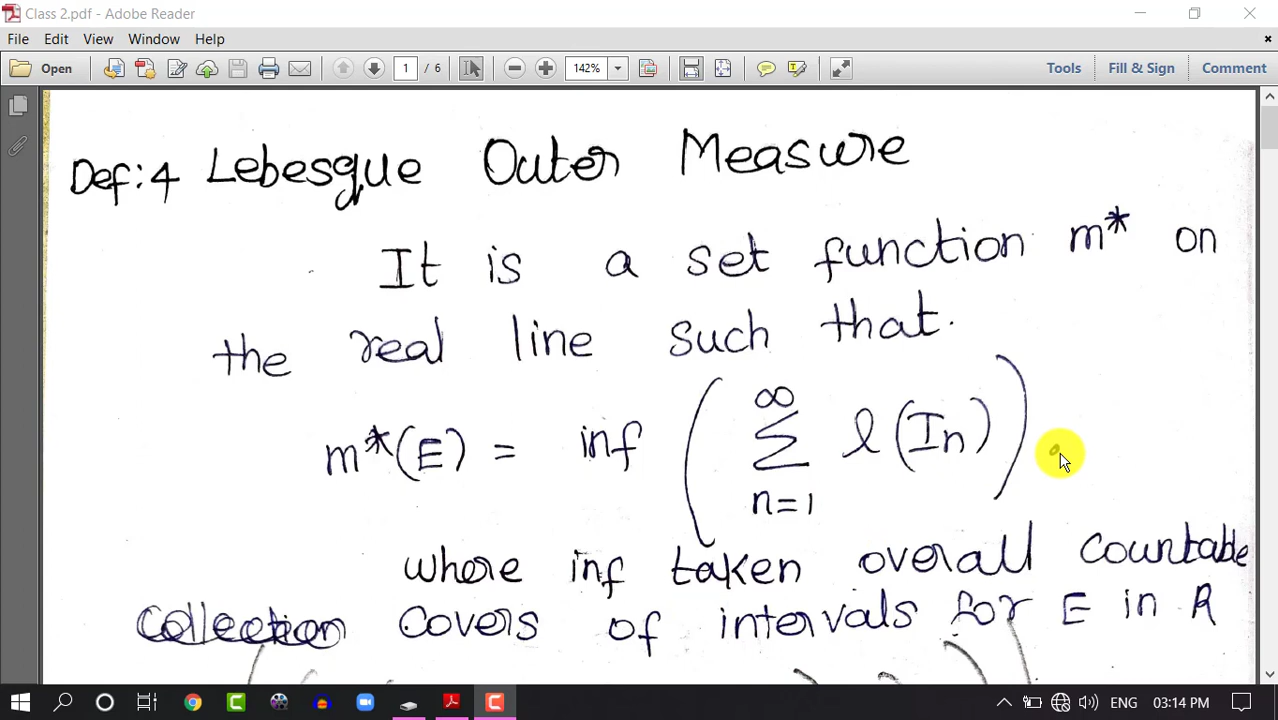 Class 2.pdf - Adobe Reader
File Edit View Window Help
Open 1 / 6 142% Tools Fill & Sign Comment
Def:4 Lebesgue Outer Measure
It is a set function m* on
the real line such that.
m*(E) = inf ( ∞ ∑ n=1 l(In) ).
where inf taken overall countable
collection covers of intervals for E in R
ENG 03:14 PM